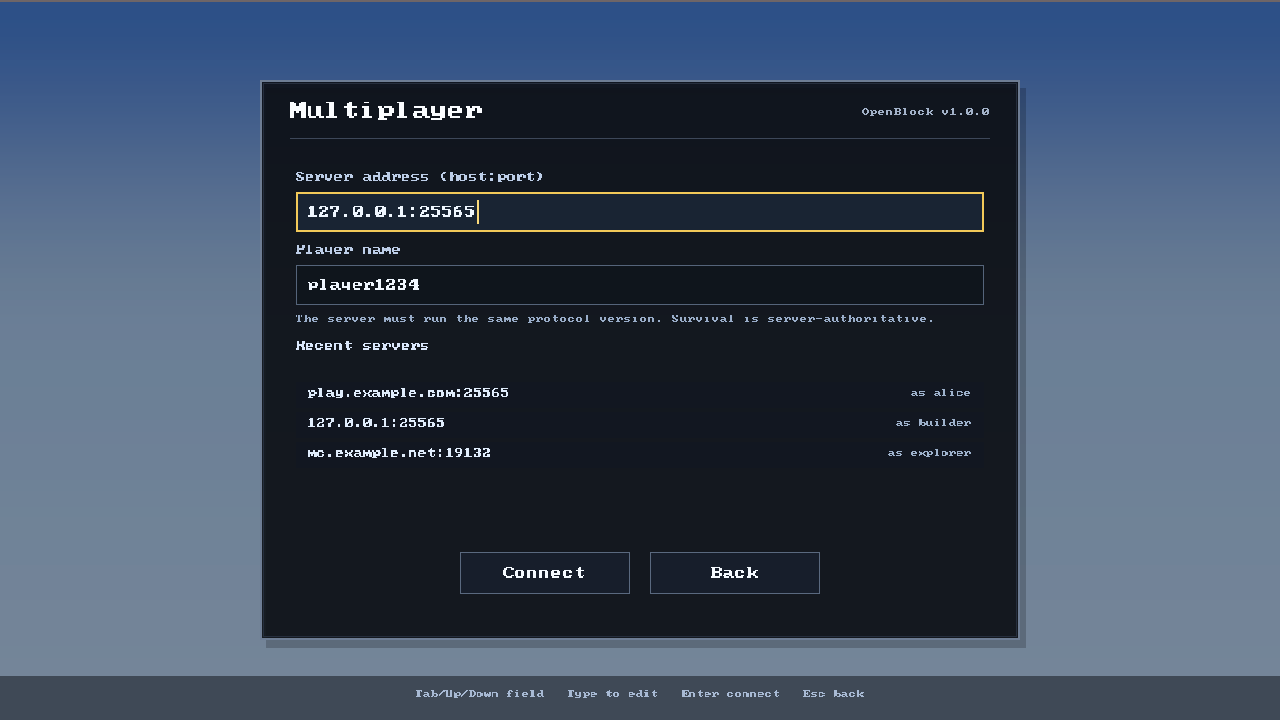 Multiplayer
OpenBlock v1.0.0
Server address (host:port)
127.0.0.1:25565
Player name
player1234
The server must run the same protocol version. Survival is server-authoritative.
Recent servers
play.example.com:25565
as alice
127.0.0.1:25565
as builder
mc.example.net:19132
as explorer
Connect
Back
Tab/Up/Down field Type to edit Enter connect Esc back